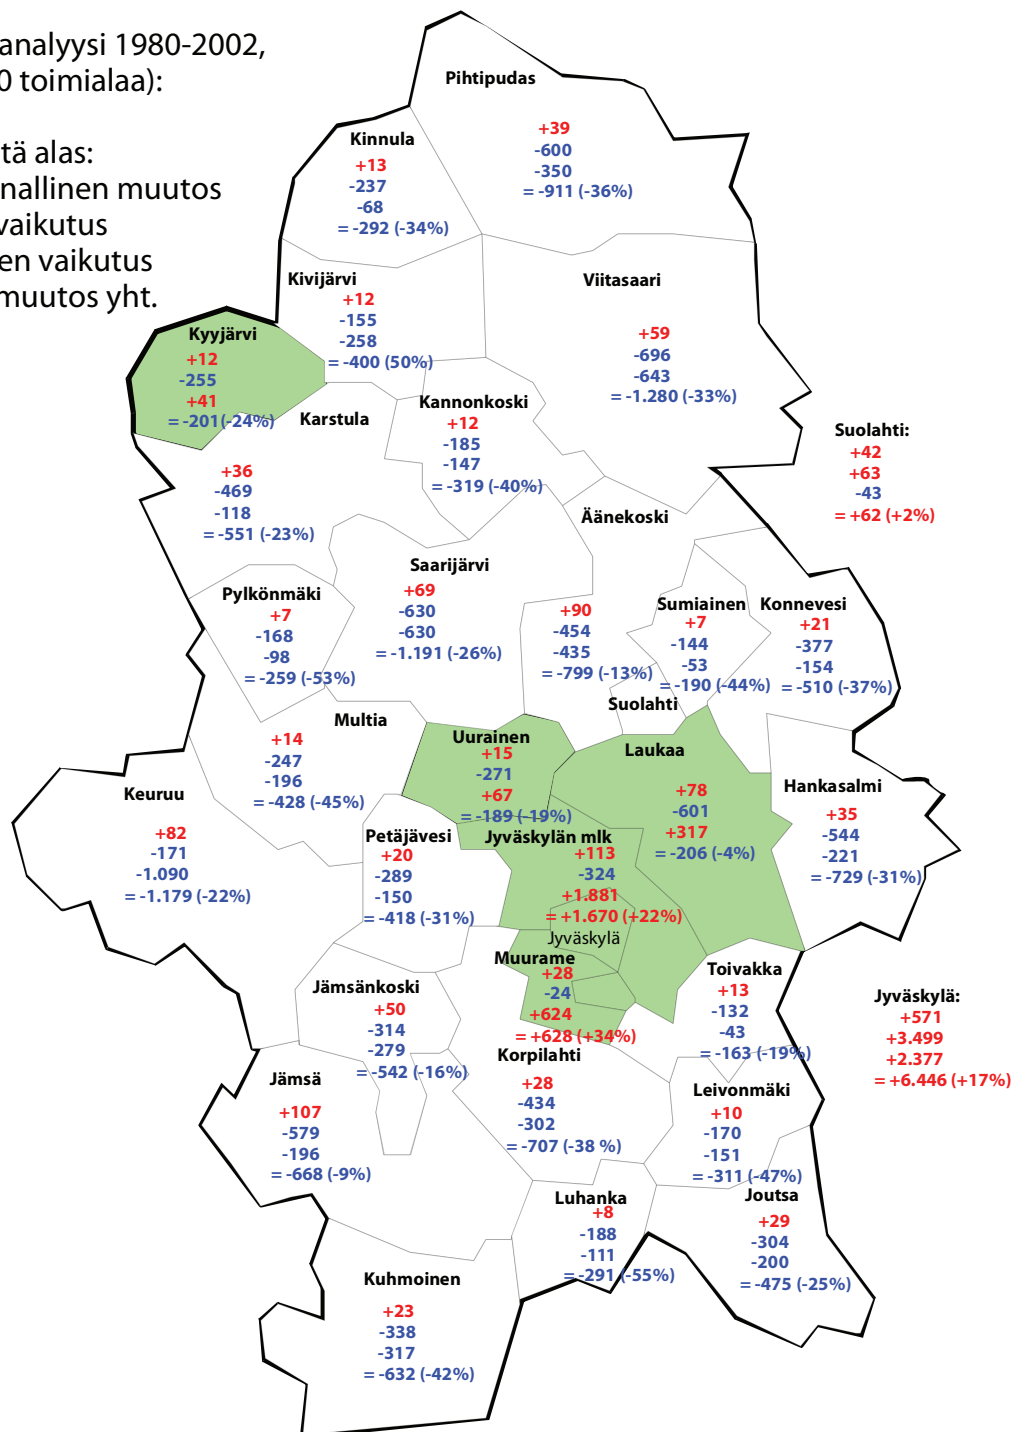 analyysi 1980-2002,
0 toimialaa):
tä alas:
nallinen muutos
vaikutus
en vaikutus
muutos yht.
Pihtipudas
+39
-600
-350
= -911 (-36%)
Kinnula
+13
-237
-68
= -292 (-34%)
Kivijärvi
+12
-155
-258
= -400 (50%)
Viitasaari
+59
-696
-643
= -1.280 (-33%)
Kyyjärvi
+12
-255
+41
= -201(-24%)
Karstula
+36
-469
-118
= -551 (-23%)
Kannonkoski
+12
-185
-147
= -319 (-40%)
Suolahti:
+42
+63
-43
= +62 (+2%)
Äänekoski
+90
-454
-435
= -799 (-13%)
Saarijärvi
+69
-630
-630
= -1.191 (-26%)
Pylkönmäki
+7
-168
-98
= -259 (-53%)
Sumiainen
+7
-144
-53
= -190 (-44%)
Konnevesi
+21
-377
-154
= -510 (-37%)
Suolahti
Multia
+14
-247
-196
= -428 (-45%)
Uurainen
+15
-271
+67
= -189 (-19%)
Laukaa
+78
-601
+317
= -206 (-4%)
Hankasalmi
+35
-544
-221
= -729 (-31%)
Keuruu
+82
-171
-1.090
= -1.179 (-22%)
Petäjävesi
+20
-289
-150
= -418 (-31%)
Jyväskylän mlk
+113
-324
+1.881
= +1.670 (+22%)
Jyväskylä
Muurame
+28
-24
+624
= +628 (+34%)
Toivakka
+13
-132
-43
= -163 (-19%)
Jyväskylä:
+571
+3.499
+2.377
= +6.446 (+17%)
Jämsänkoski
+50
-314
-279
= -542 (-16%)
Korpilahti
+28
-434
-302
= -707 (-38 %)
Jämsä
+107
-579
-196
= -668 (-9%)
Leivonmäki
+10
-170
-151
= -311 (-47%)
Luhanka
+8
-188
-111
= -291 (-55%)
Joutsa
+29
-304
-200
= -475 (-25%)
Kuhmoinen
+23
-338
-317
= -632 (-42%)